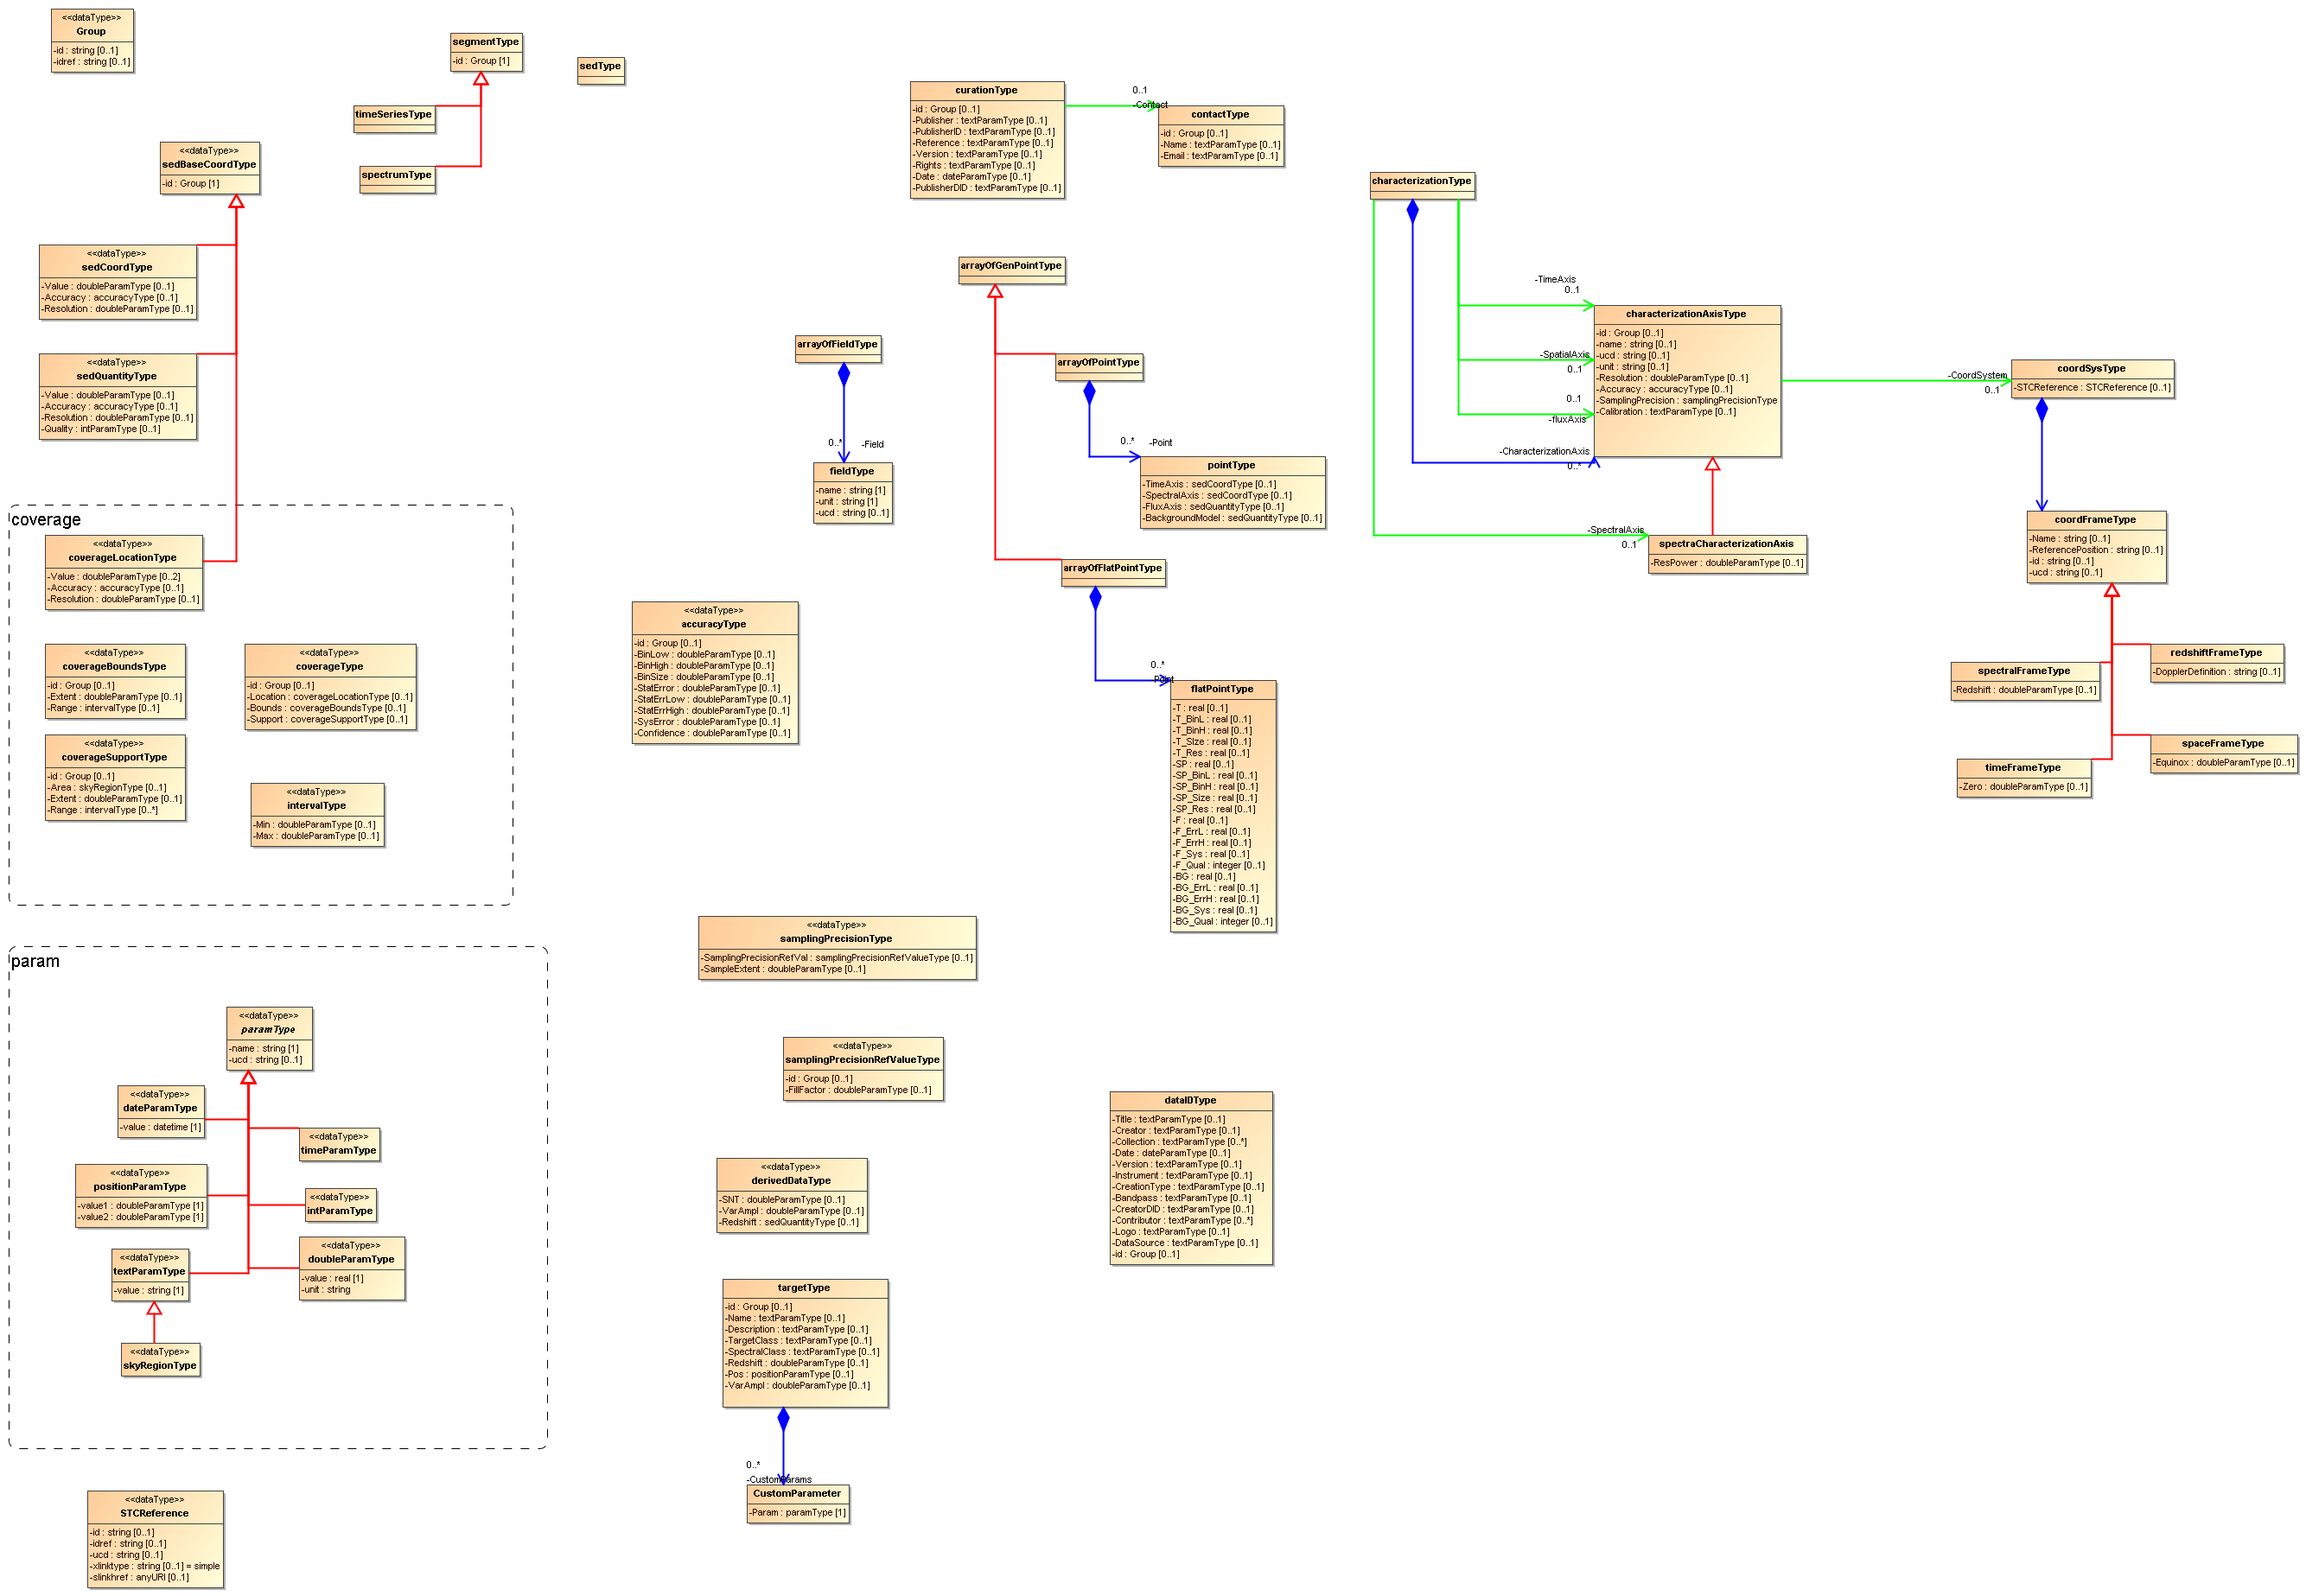 <<dataType>>
Group
-id : string [0..1]
-idref : string [0..1]
segmentType
-id : Group [1]
sedType
timeSeriesType
spectrumType
<<dataType>>
sedBaseCoordType
-id : Group [1]
<<dataType>>
sedCoordType
-Value : doubleParamType [0..1]
-Accuracy : accuracyType [0..1]
-Resolution : doubleParamType [0..1]
<<dataType>>
sedQuantityType
-Value : doubleParamType [0..1]
-Accuracy : accuracyType [0..1]
-Resolution : doubleParamType [0..1]
-Quality : intParamType [0..1]
coverage
<<dataType>>
coverageLocationType
-Value : doubleParamType [0..2]
-Accuracy : accuracyType [0..1]
-Resolution : doubleParamType [0..1]
<<dataType>>
coverageBoundsType
-id : Group [0..1]
-Extent : doubleParamType [0..1]
-Range : intervalType [0..1]
<<dataType>>
coverageType
-id : Group [0..1]
-Location : coverageLocationType [0..1]
-Bounds : coverageBoundsType [0..1]
-Support : coverageSupportType [0..1]
<<dataType>>
coverageSupportType
-id : Group [0..1]
-Area : skyRegionType [0..1]
-Extent : doubleParamType [0..1]
-Range : intervalType [0..*]
<<dataType>>
intervalType
-Min : doubleParamType [0..1]
-Max : doubleParamType [0..1]
param
<<dataType>>
paramType
-name : string [1]
-ucd : string [0..1]
<<dataType>>
dateParamType
-value : datetime [1]
<<dataType>>
timeParamType
<<dataType>>
positionParamType
-value1 : doubleParamType [1]
-value2 : doubleParamType [1]
<<dataType>>
intParamType
<<dataType>>
textParamType
-value : string [1]
<<dataType>>
doubleParamType
-value : real [1]
-unit : string
<<dataType>>
skyRegionType
<<dataType>>
STCReference
-id : string [0..1]
-idref : string [0..1]
-ucd : string [0..1]
-xlinktype : string [0..1] = simple
-slinkhref : anyURI [0..1]
curationType
-id : Group [0..1]
-Publisher : textParamType [0..1]
-PublisherID : textParamType [0..1]
-Reference : textParamType [0..1]
-Version : textParamType [0..1]
-Rights : textParamType [0..1]
-Date : dateParamType [0..1]
-PublisherDID : textParamType [0..1]
0..1
-Contact
contactType
-id : Group [0..1]
-Name : textParamType [0..1]
-Email : textParamType [0..1]
arrayOfGenPointType
arrayOfFieldType
0..*
-Field
fieldType
-name : string [1]
-unit : string [1]
-ucd : string [0..1]
arrayOfPointType
0..*
-Point
pointType
-TimeAxis : sedCoordType [0..1]
-SpectralAxis : sedCoordType [0..1]
-FluxAxis : sedQuantityType [0..1]
-BackgroundModel : sedQuantityType [0..1]
arrayOfFlatPointType
0..*
-Point
flatPointType
-T : real [0..1]
-T_BinL : real [0..1]
-T_BinH : real [0..1]
-T_SIze : real [0..1]
-T_Res : real [0..1]
-SP : real [0..1]
-SP_BinL : real [0..1]
-SP_BinH : real [0..1]
-SP_Size : real [0..1]
-SP_Res : real [0..1]
-F : real [0..1]
-F_ErrL : real [0..1]
-F_ErrH : real [0..1]
-F_Sys : real [0..1]
-F_Qual : integer [0..1]
-BG : real [0..1]
-BG_ErrL : real [0..1]
-BG_ErrH : real [0..1]
-BG_Sys : real [0..1]
-BG_Qual : integer [0..1]
<<dataType>>
accuracyType
-id : Group [0..1]
-BinLow : doubleParamType [0..1]
-BinHigh : doubleParamType [0..1]
-BinSize : doubleParamType [0..1]
-StatError : doubleParamType [0..1]
-StatErrLow : doubleParamType [0..1]
-StatErrHigh : doubleParamType [0..1]
-SysError : doubleParamType [0..1]
-Confidence : doubleParamType [0..1]
<<dataType>>
samplingPrecisionType
-SamplingPrecisionRefVal : samplingPrecisionRefValueType [0..1]
-SampleExtent : doubleParamType [0..1]
<<dataType>>
samplingPrecisionRefValueType
-id : Group [0..1]
-FillFactor : doubleParamType [0..1]
<<dataType>>
derivedDataType
-SNT : doubleParamType [0..1]
-VarAmpl : doubleParamType [0..1]
-Redshift : sedQuantityType [0..1]
targetType
-id : Group [0..1]
-Name : textParamType [0..1]
-Description : textParamType [0..1]
-TargetClass : textParamType [0..1]
-SpectralClass : textParamType [0..1]
-Redshift : doubleParamType [0..1]
-Pos : positionParamType [0..1]
-VarAmpl : doubleParamType [0..1]
0..*
-CustomParams
CustomParameter
-Param : paramType [1]
dataIDType
-Title : textParamType [0..1]
-Creator : textParamType [0..1]
-Collection : textParamType [0..*]
-Date : dateParamType [0..1]
-Version : textParamType [0..1]
-Instrument : textParamType [0..1]
-CreationType : textParamType [0..1]
-Bandpass : textParamType [0..1]
-CreatorDID : textParamType [0..1]
-Contributor : textParamType [0..*]
-Logo : textParamType [0..1]
-DataSource : textParamType [0..1]
-id : Group [0..1]
characterizationType
-TimeAxis
0..1
-SpatialAxis
0..1
0..1
-fluxAxis
-CharacterizationAxis
0..*
-SpectralAxis
0..1
characterizationAxisType
-id : Group [0..1]
-name : string [0..1]
-ucd : string [0..1]
-unit : string [0..1]
-Resolution : doubleParamType [0..1]
-Accuracy : accuracyType [0..1]
-SamplingPrecision : samplingPrecisionType
-Calibration : textParamType [0..1]
spectraCharacterizationAxis
-ResPower : doubleParamType [0..1]
-CoordSystem
0..1
coordSysType
-STCReference : STCReference [0..1]
coordFrameType
-Name : string [0..1]
-ReferencePosition : string [0..1]
-id : string [0..1]
-ucd : string [0..1]
redshiftFrameType
-DopplerDefinition : string [0..1]
spectralFrameType
-Redshift : doubleParamType [0..1]
spaceFrameType
-Equinox : doubleParamType [0..1]
timeFrameType
-Zero : doubleParamType [0..1]